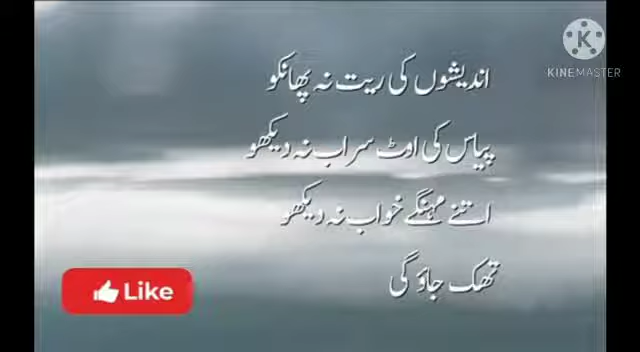 KINEMASTER
اندیشوں کی ریت نہ پھانکو
پیاس کی اوٹ سراب نہ دیکھو
اتنے مہنگے خواب نہ دیکھو
تھک جاؤ گی
Like